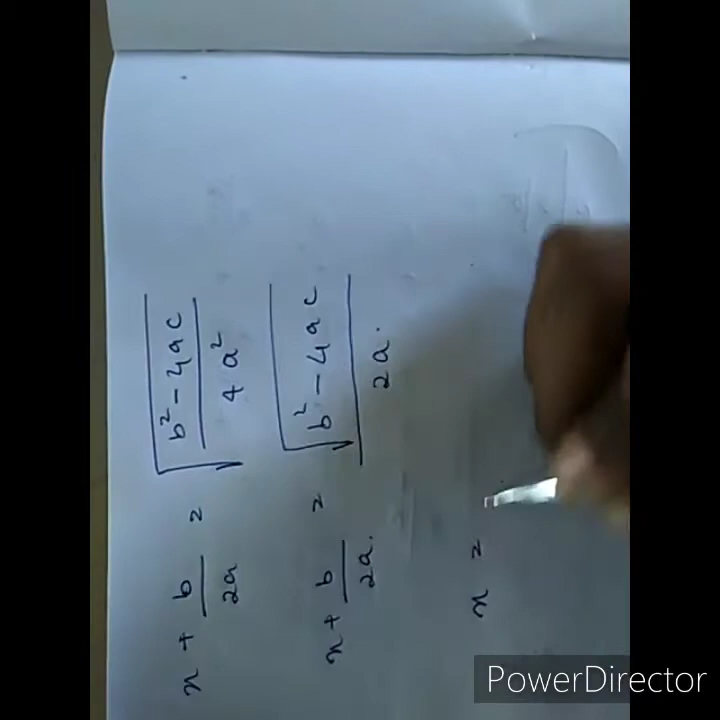 x + b/2a = √(b² - 4ac / 4a²)
x + b/2a. = √(b² - 4ac) / 2a.
x =
PowerDirector